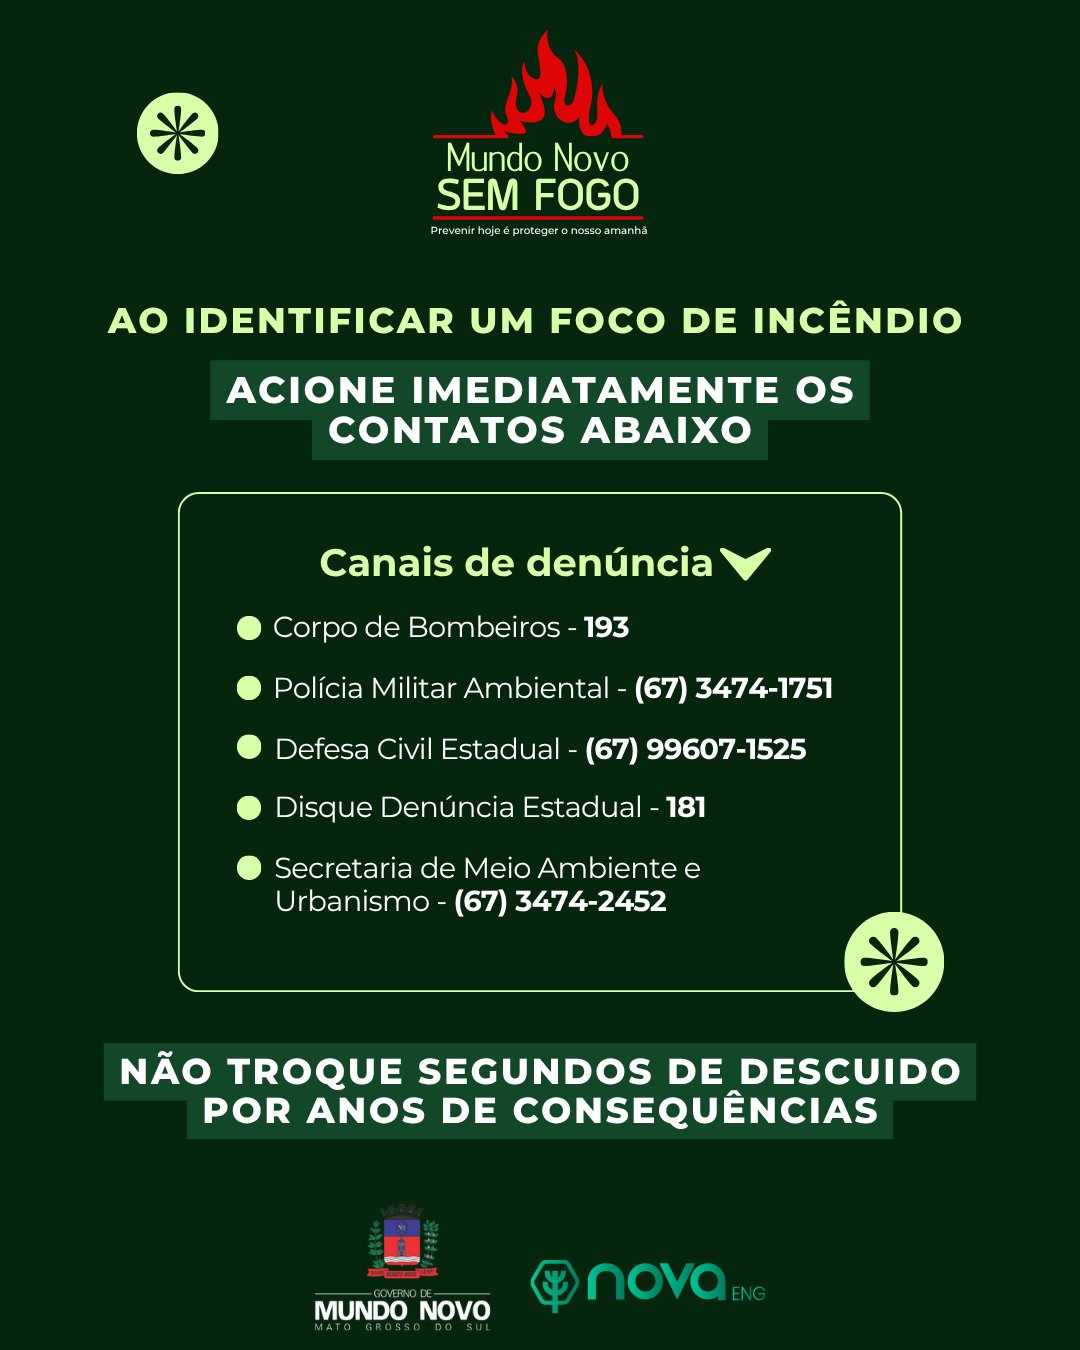 Mundo Novo
SEM FOGO
Prevenir hoje é proteger o nosso amanhã
AO IDENTIFICAR UM FOCO DE INCÊNDIO
ACIONE IMEDIATAMENTE OS
CONTATOS ABAIXO
Canais de denúncia
Corpo de Bombeiros - 193
Polícia Militar Ambiental - (67) 3474-1751
Defesa Civil Estadual - (67) 99607-1525
Disque Denúncia Estadual - 181
Secretaria de Meio Ambiente e
Urbanismo - (67) 3474-2452
NÃO TROQUE SEGUNDOS DE DESCUIDO
POR ANOS DE CONSEQUÊNCIAS
MUNDO NOVO
GOVERNO DE
MUNDO NOVO
MATO GROSSO DO SUL
nova ENG